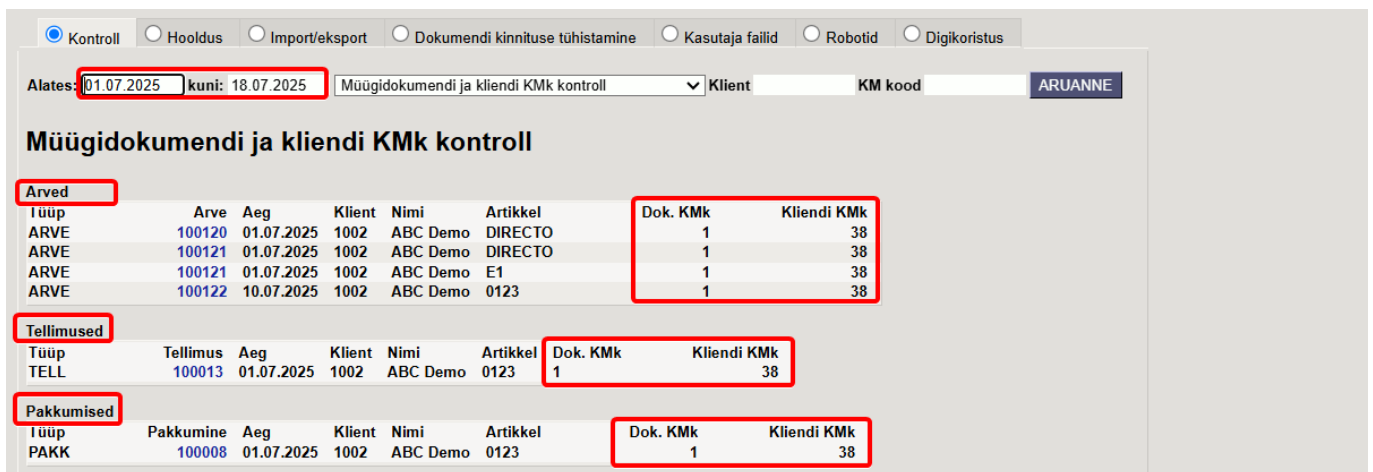 Kontroll Hooldus Import/eksport Dokumendi kinnituse tühistamine Kasutaja failid Robotid Digikoristus
Alates: 01.07.2025 kuni: 18.07.2025 Müügidokumendi ja kliendi KMk kontroll Klient KM kood ARUANNE
Müügidokumendi ja kliendi KMk kontroll
Arved
Tüüp Arve Aeg Klient Nimi Artikkel Dok. KMk Kliendi KMk
ARVE 100120 01.07.2025 1002 ABC Demo DIRECTO 1 38
ARVE 100121 01.07.2025 1002 ABC Demo DIRECTO 1 38
ARVE 100121 01.07.2025 1002 ABC Demo E1 1 38
ARVE 100122 10.07.2025 1002 ABC Demo 0123 1 38
Tellimused
Tüüp Tellimus Aeg Klient Nimi Artikkel Dok. KMk Kliendi KMk
TELL 100013 01.07.2025 1002 ABC Demo 0123 1 38
Pakkumised
Tüüp Pakkumine Aeg Klient Nimi Artikkel Dok. KMk Kliendi KMk
PAKK 100008 01.07.2025 1002 ABC Demo 0123 1 38